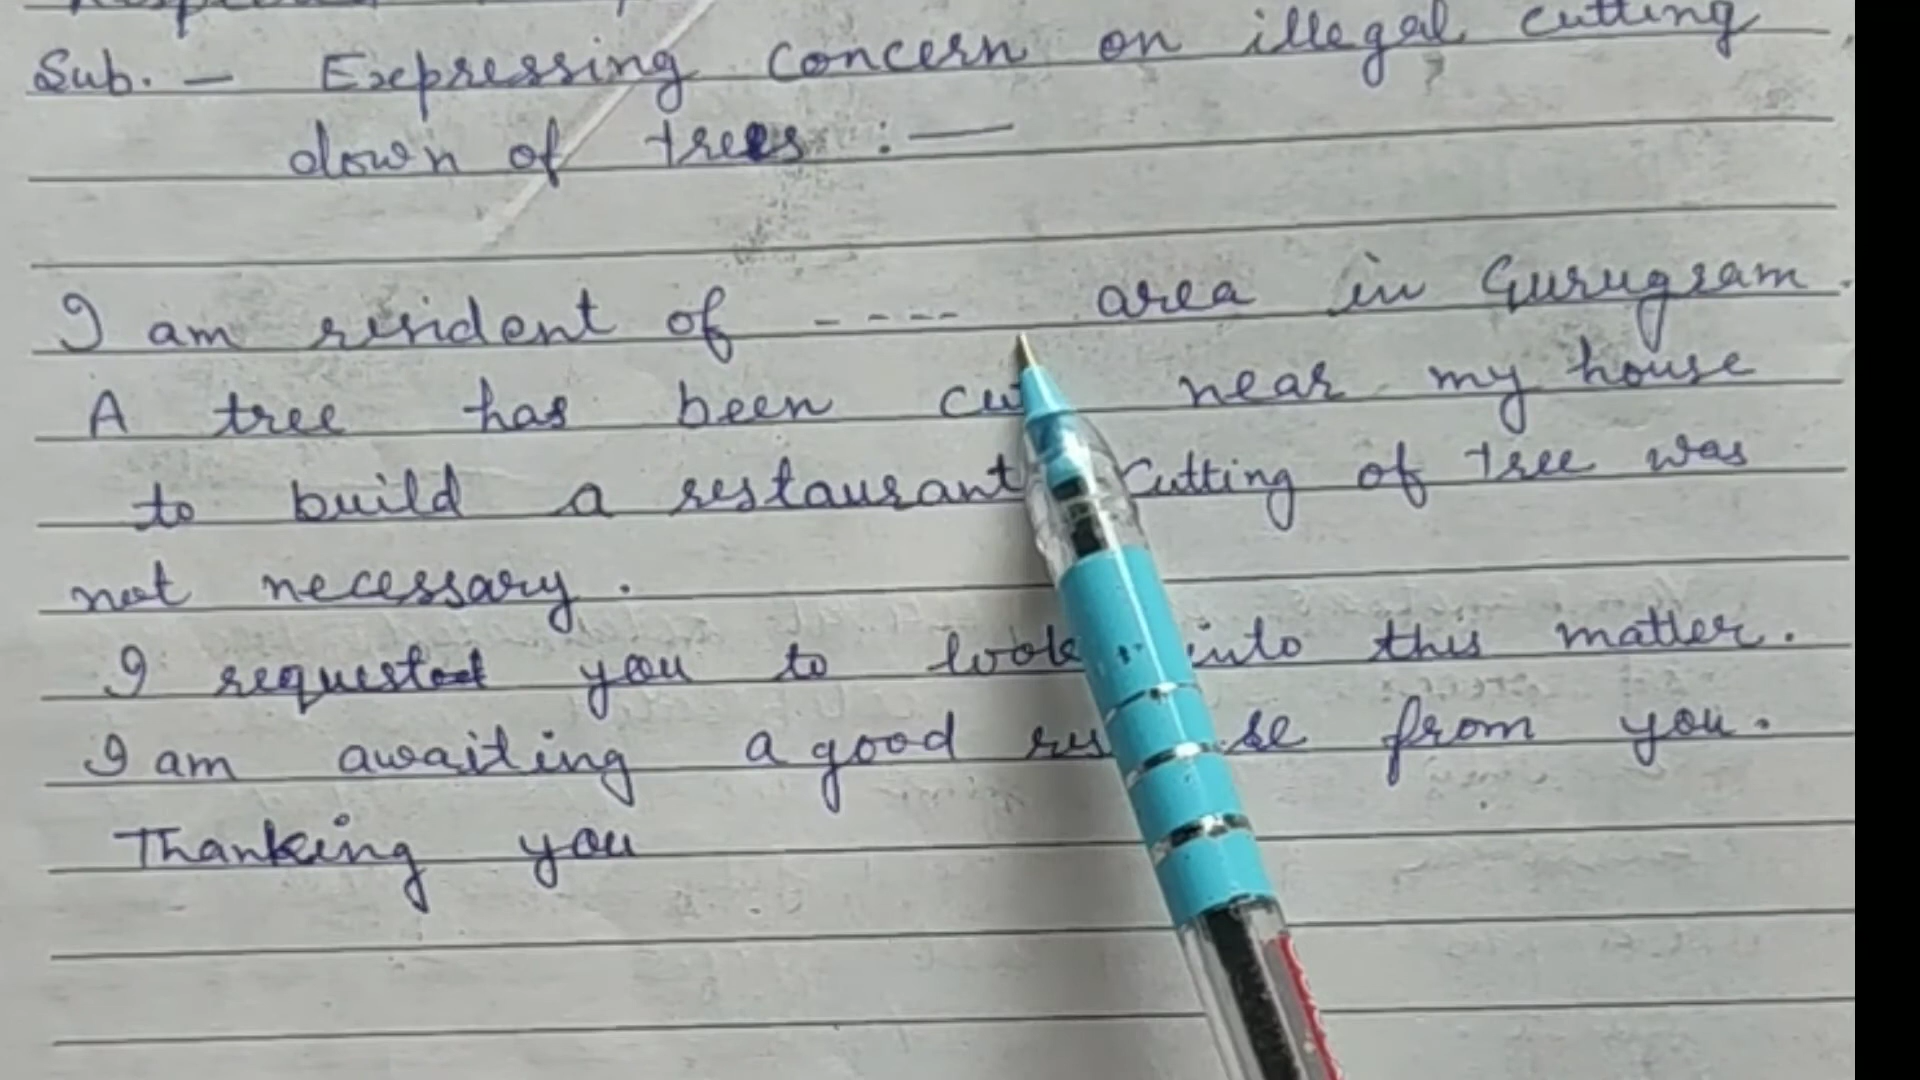 Sub. - Expressing concern on illegal cutting
down of trees :-
I am resident of ---- area in Gurugram.
A tree has been cut near my house
to build a restaurant cutting of tree was
not necessary.
I requested you to look into this matter.
I am awaiting a good from you.
Thanking you